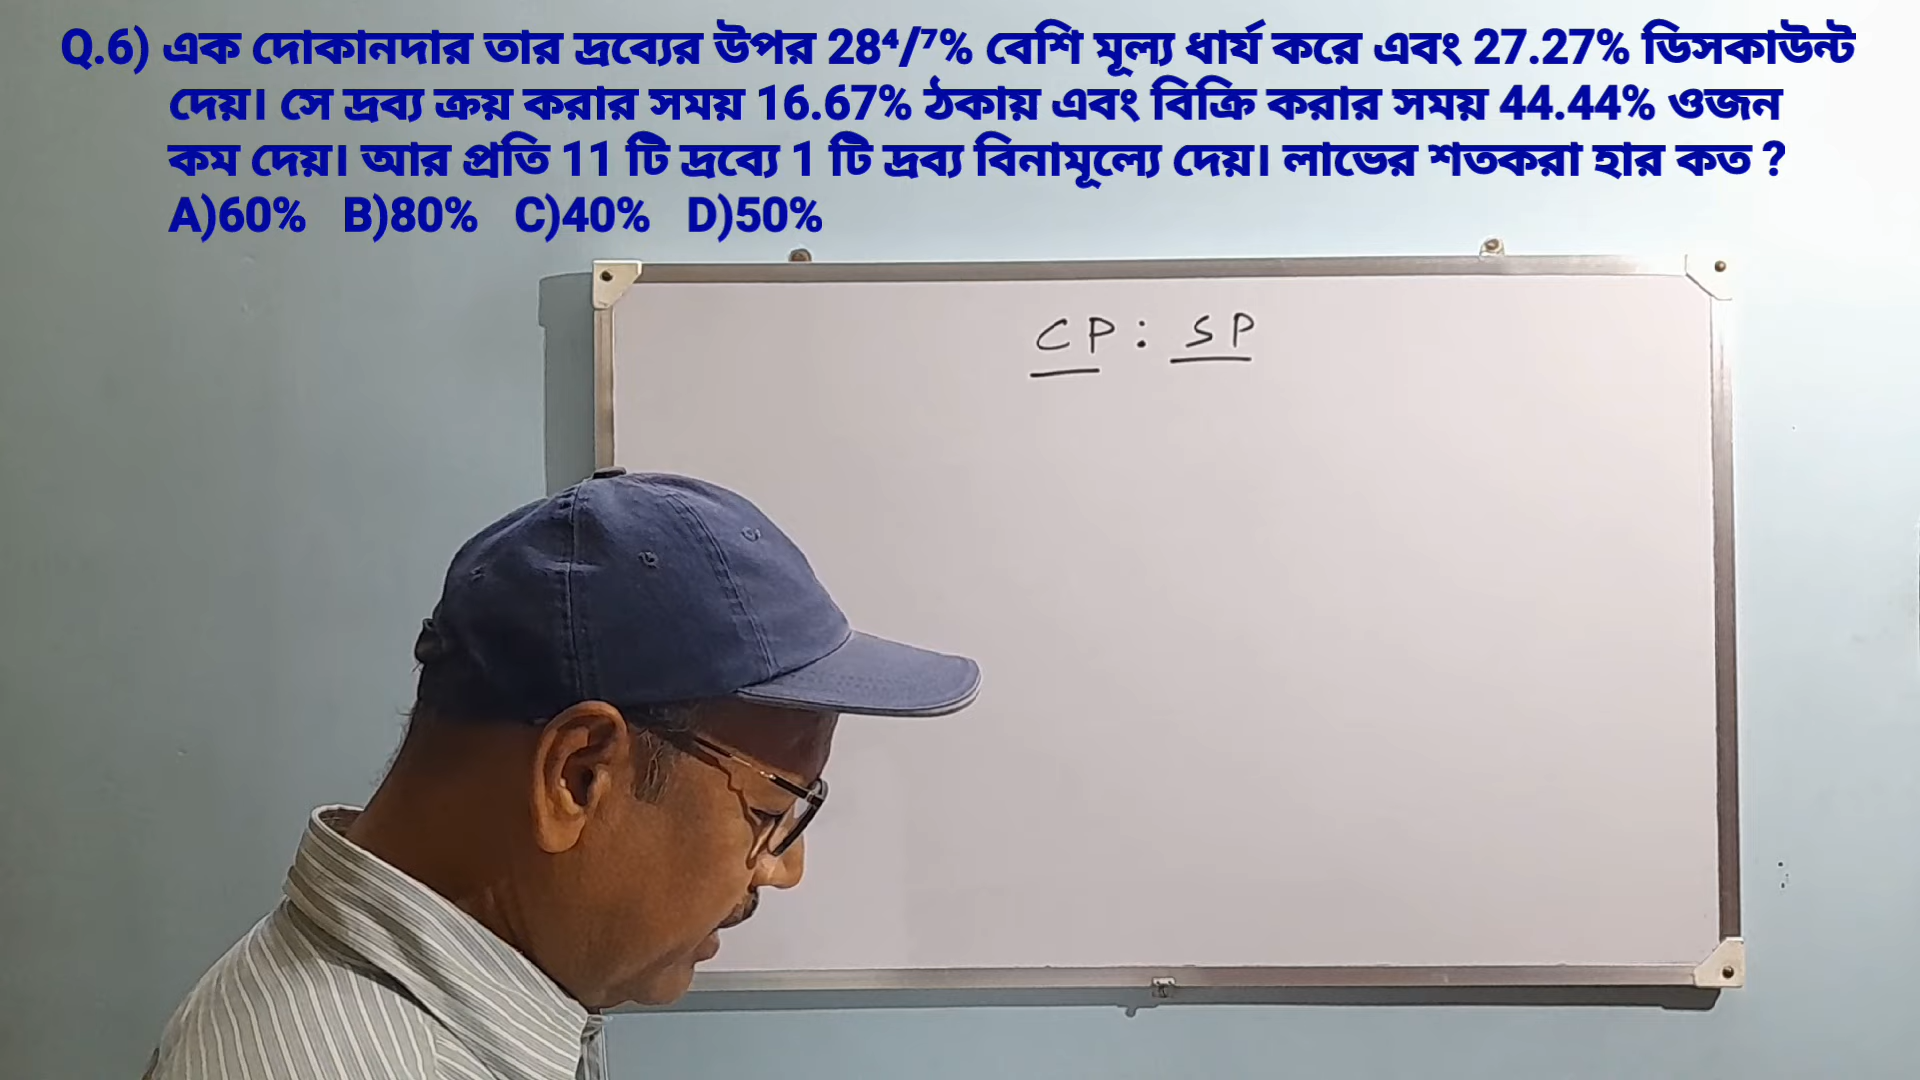 Q.6) এক দোকানদার তার দ্রব্যের উপর 28⁴/⁷% বেশি মূল্য ধার্য করে এবং 27.27% ডিসকাউন্ট
দেয়। সে দ্রব্য ক্রয় করার সময় 16.67% ঠকায় এবং বিক্রি করার সময় 44.44% ওজন
কম দেয়। আর প্রতি 11 টি দ্রব্যে 1 টি দ্রব্য বিনামূল্যে দেয়। লাভের শতকরা হার কত ?
A)60% B)80% C)40% D)50%
CP : SP